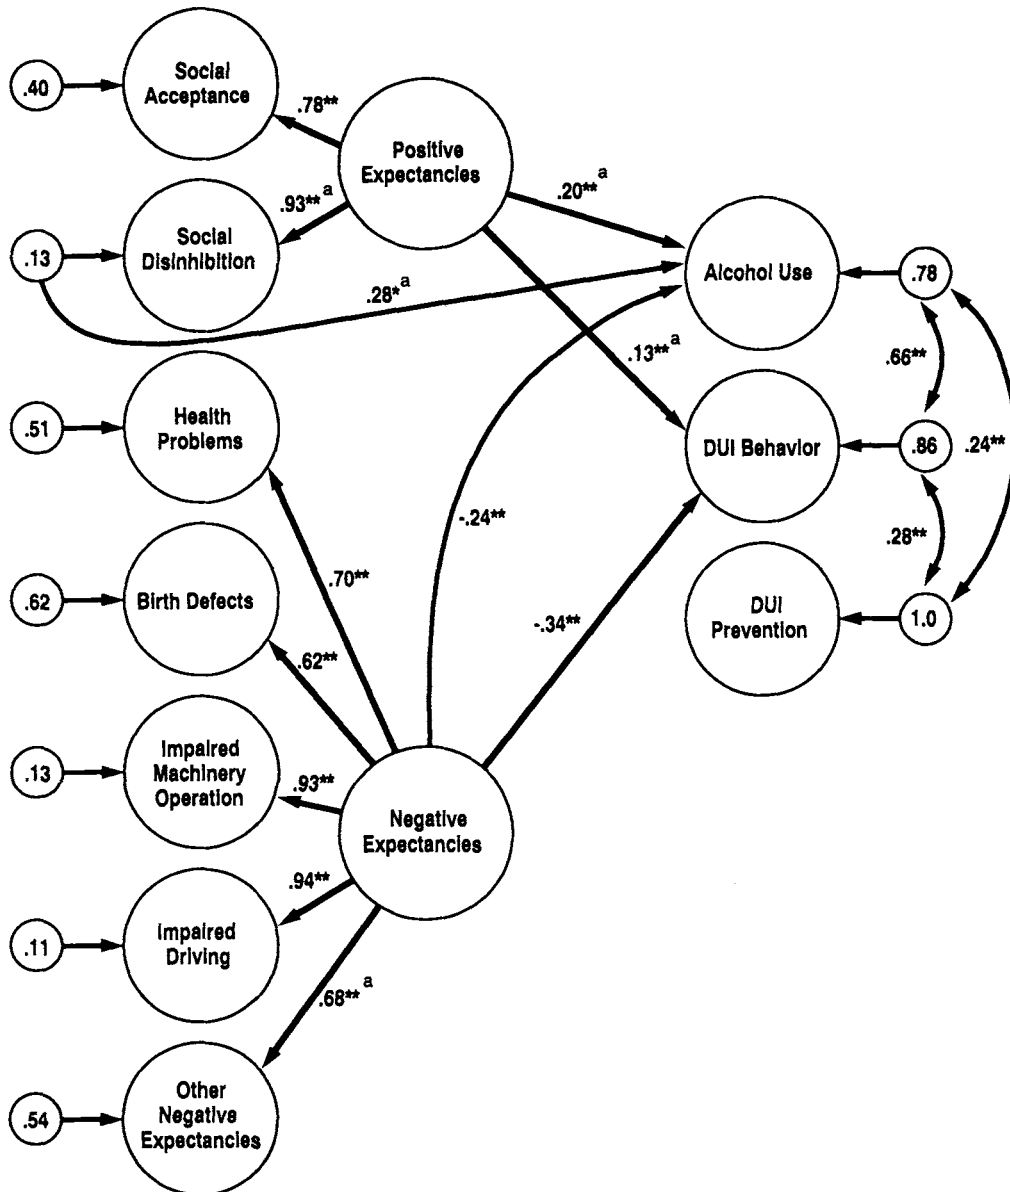 .40
Social
Acceptance
.78**
Positive
Expectancies
.20** a
.93** a
.13
Social
Disinhibition
Alcohol Use
.78
.28* a
.13** a
.66**
.51
Health
Problems
DUI Behavior
.86
.24**
-.24**
.28**
.70**
.62
Birth Defects
-.34**
DUI
Prevention
1.0
.62**
.13
Impaired
Machinery
Operation
.93**
Negative
Expectancies
.94**
.11
Impaired
Driving
.68** a
.54
Other
Negative
Expectancies